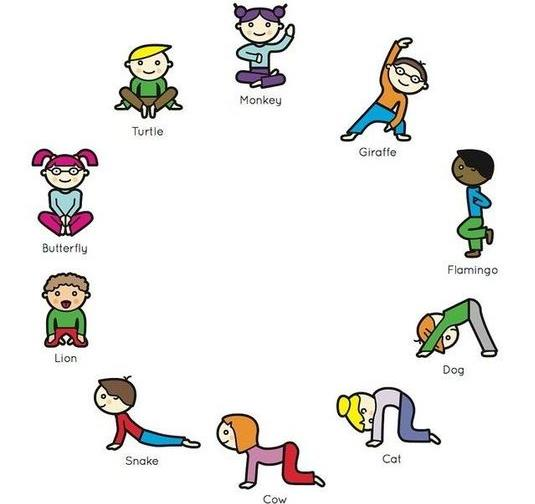 Monkey
Turtle
Giraffe
Butterfly
Flamingo
Lion
Dog
Snake
Cat
Cow